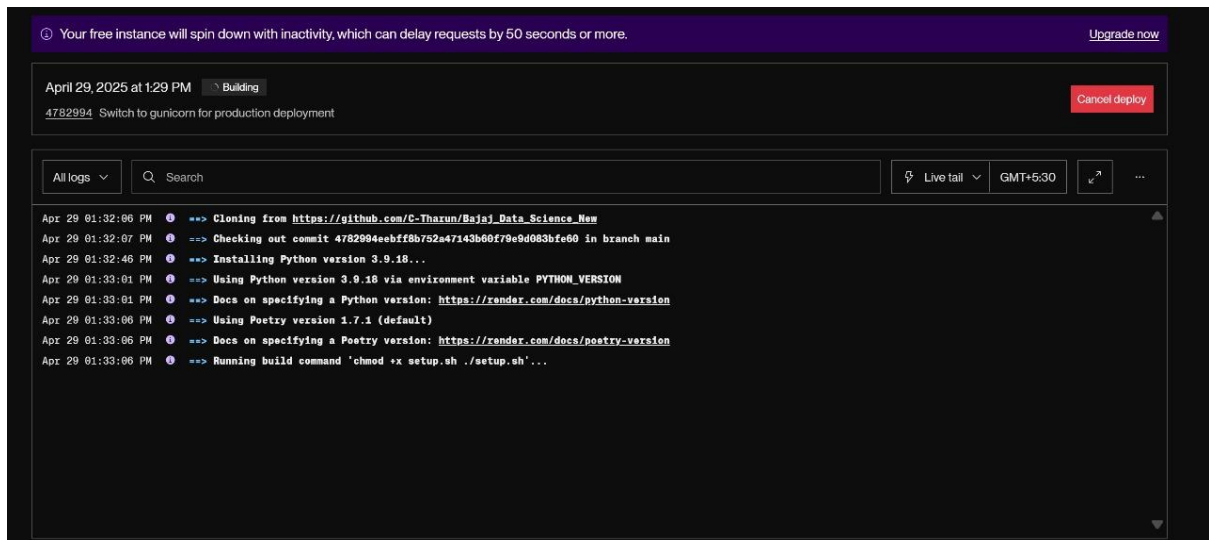 Your free instance will spin down with inactivity, which can delay requests by 50 seconds or more. Upgrade now
April 29, 2025 at 1:29 PM Building
4782994 Switch to gunicorn for production deployment
Cancel deploy
All logs Search Live tail GMT+5:30 ...
Apr 29 01:32:06 PM ==> Cloning from https://github.com/C-Tharun/Bajaj_Data_Science_New
Apr 29 01:32:07 PM ==> Checking out commit 4782994eebff8b752a47143b60f79e9d083bfe60 in branch main
Apr 29 01:32:46 PM ==> Installing Python version 3.9.18...
Apr 29 01:33:01 PM ==> Using Python version 3.9.18 via environment variable PYTHON_VERSION
Apr 29 01:33:01 PM ==> Docs on specifying a Python version: https://render.com/docs/python-version
Apr 29 01:33:06 PM ==> Using Poetry version 1.7.1 (default)
Apr 29 01:33:06 PM ==> Docs on specifying a Poetry version: https://render.com/docs/poetry-version
Apr 29 01:33:06 PM ==> Running build command 'chmod +x setup.sh ./setup.sh'...